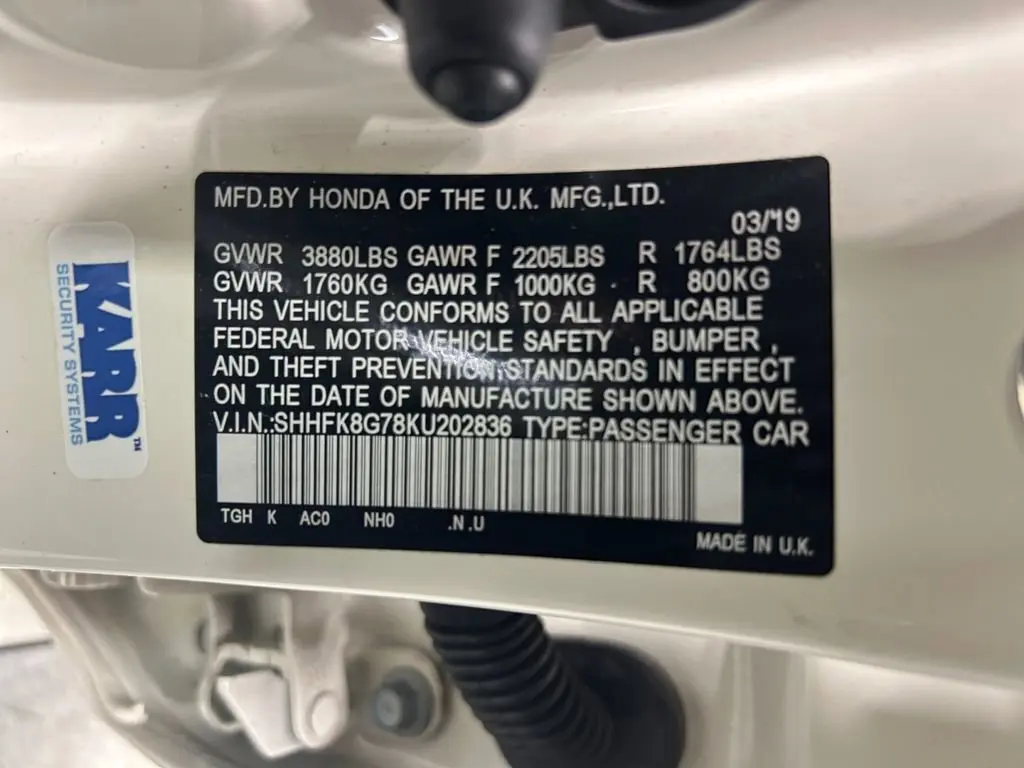 MFD.BY HONDA OF THE U.K. MFG.,LTD.
03/19
GVWR 3880LBS GAWR F 2205LBS R 1764LBS
GVWR 1760KG GAWR F 1000KG R 800KG
THIS VEHICLE CONFORMS TO ALL APPLICABLE
FEDERAL MOTOR VEHICLE SAFETY , BUMPER ,
AND THEFT PREVENTION STANDARDS IN EFFECT
ON THE DATE OF MANUFACTURE SHOWN ABOVE.
V.I.N.:SHHFK8G78KU202836 TYPE:PASSENGER CAR
TGH K AC0 NH0 .N .U
MADE IN U.K.
KARR™
SECURITY SYSTEMS